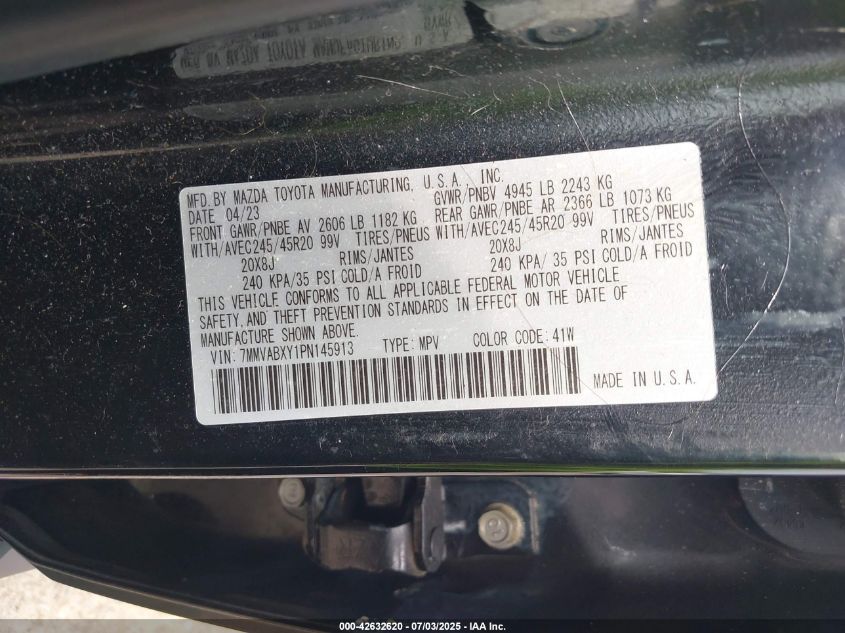 MFD. BY MAZDA TOYOTA MANUFACTURING, U.S.A., INC.
DATE 04/23 GVWR/PNBV 4945 LB 2243 KG
FRONT GAWR/PNBE AV 2606 LB 1182 KG REAR GAWR/PNBE AR 2366 LB 1073 KG
WITH/AVEC245/45R20 99V TIRES/PNEUS WITH/AVEC245/45R20 99V TIRES/PNEUS
20X8J RIMS/JANTES 20X8J RIMS/JANTES
240 KPA/35 PSI COLD/A FROID 240 KPA/ 35 PSI COLD/A FROID
THIS VEHICLE CONFORMS TO ALL APPLICABLE FEDERAL MOTOR VEHICLE
SAFETY, AND THEFT PREVENTION STANDARDS IN EFFECT ON THE DATE OF
MANUFACTURE SHOWN ABOVE.
VIN: 7MMVABXY1PN145913 TYPE: MPV COLOR CODE: 41W
MADE IN U.S.A.
000-42632620 - 07/03/2025 - IAA Inc.